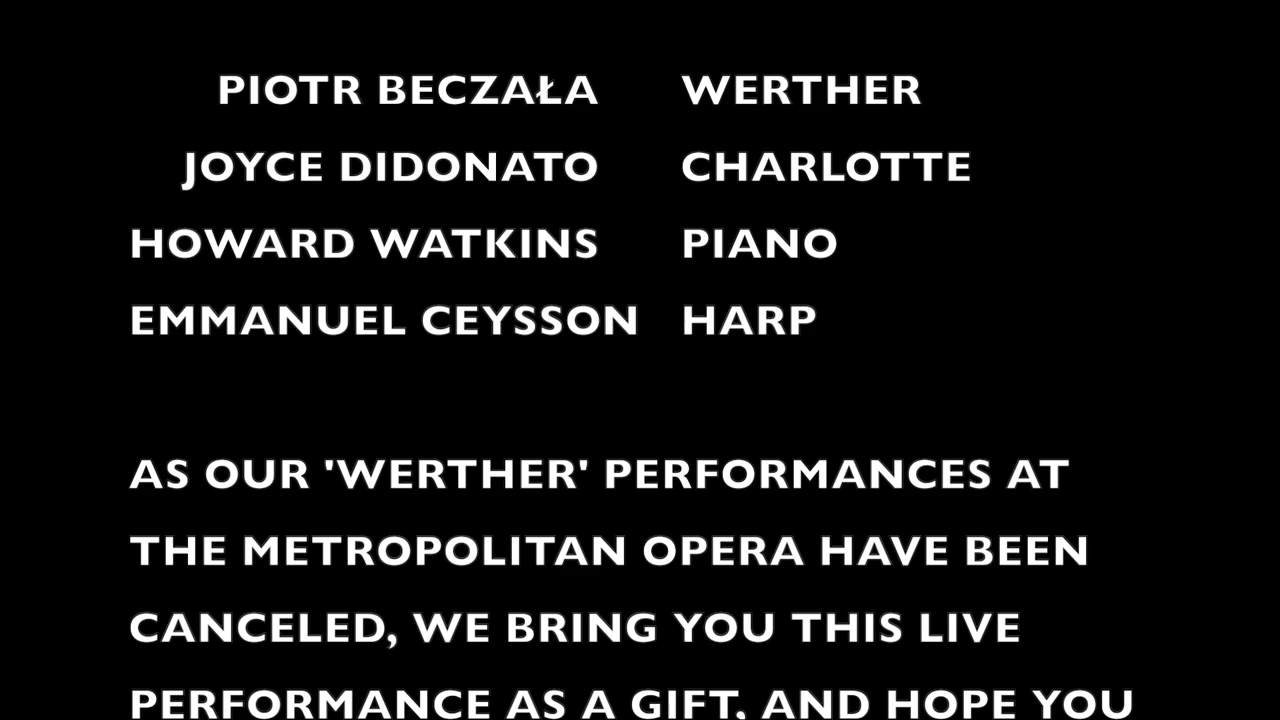 PIOTR BECZAŁA WERTHER
JOYCE DIDONATO CHARLOTTE
HOWARD WATKINS PIANO
EMMANUEL CEYSSON HARP
AS OUR 'WERTHER' PERFORMANCES AT
THE METROPOLITAN OPERA HAVE BEEN
CANCELED, WE BRING YOU THIS LIVE
PERFORMANCE AS A GIFT, AND HOPE YOU